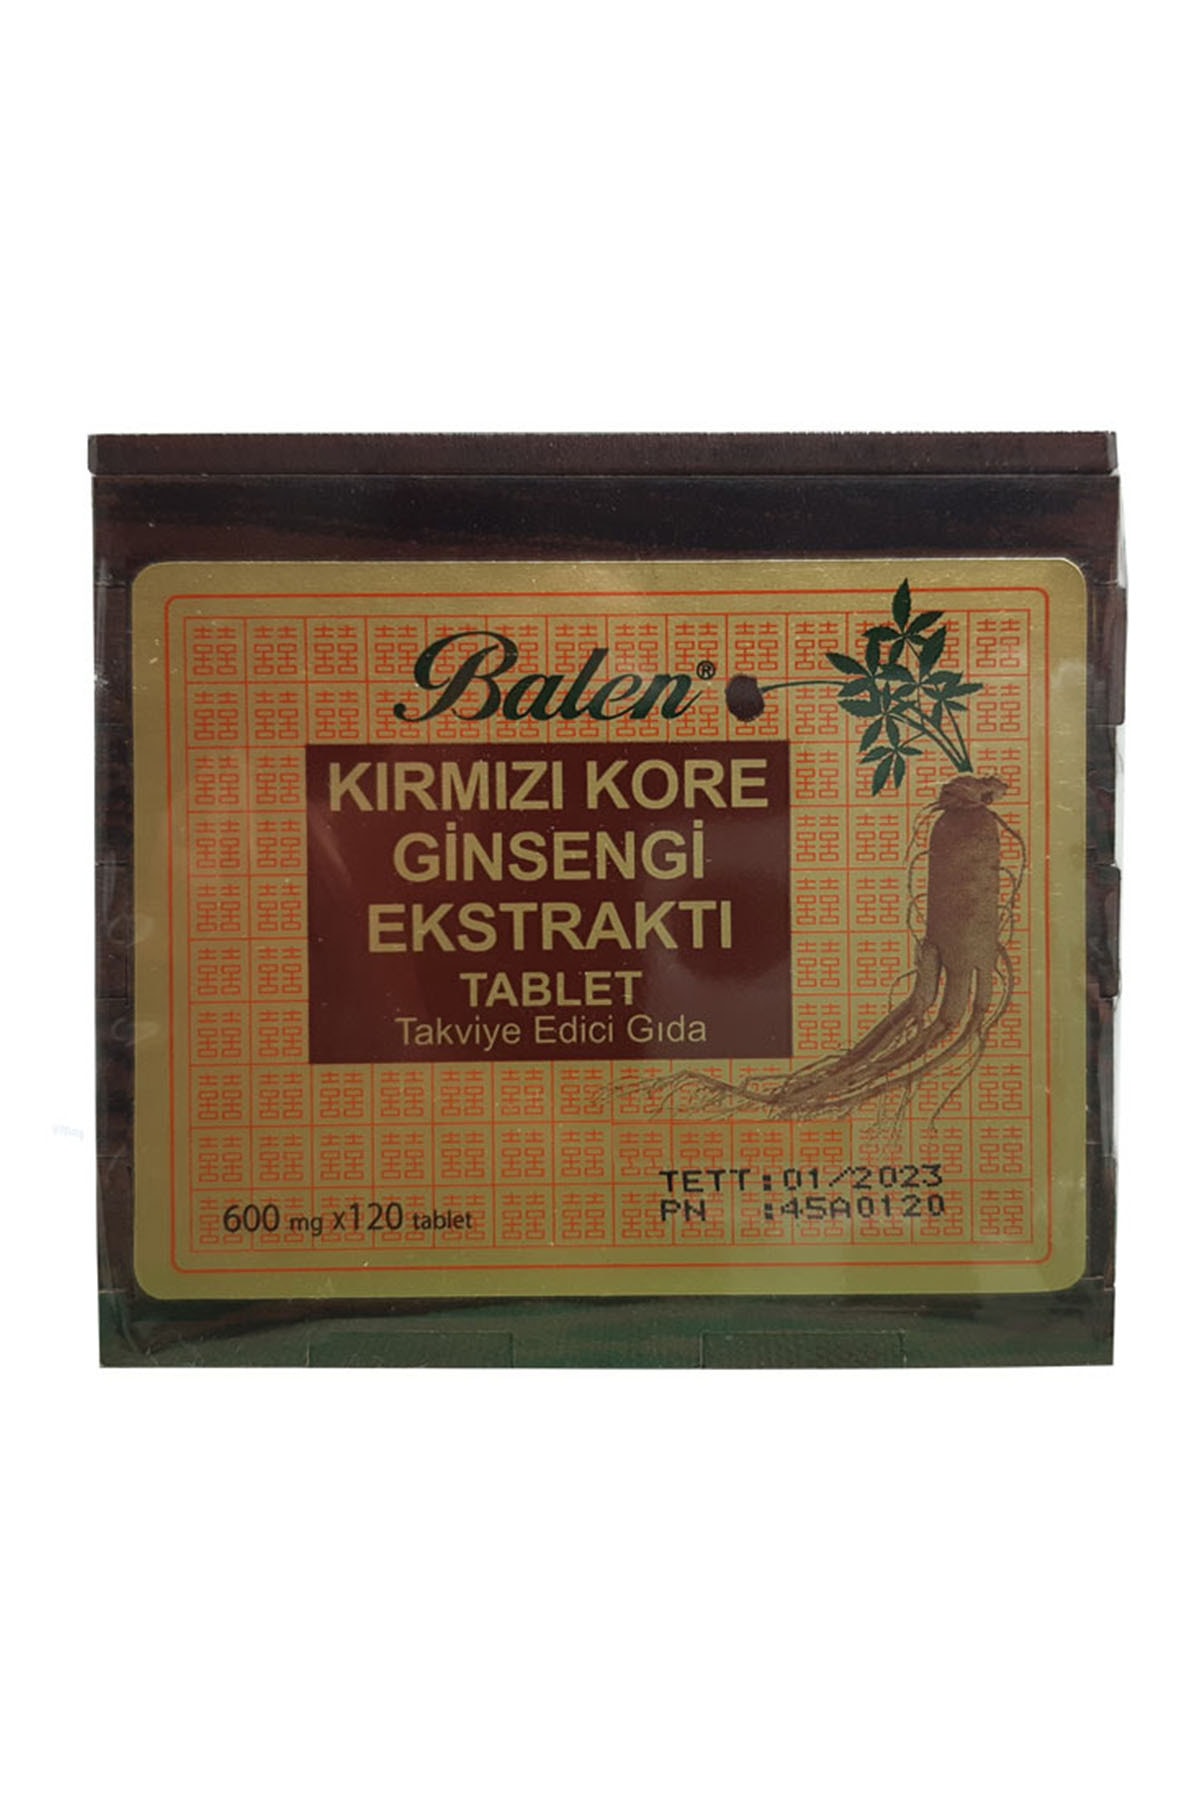 Balen®
KIRMIZI KORE
GİNSENGİ
EKSTRAKTI
TABLET
Takviye Edici Gıda
TETT:01/2023
PN :45A0120
600 mg X120 tablet